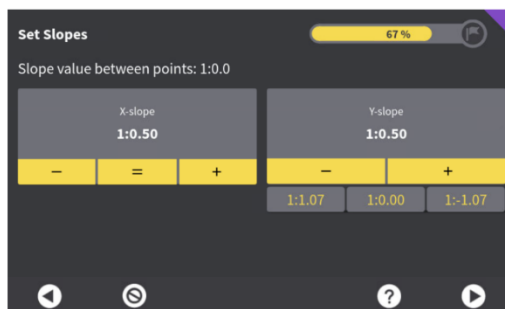 Set Slopes
67 %
Slope value between points: 1:0.0
X-slope
1:0.50
Y-slope
1:0.50
− = +
− +
1:1.07 1:0.00 1:-1.07
?